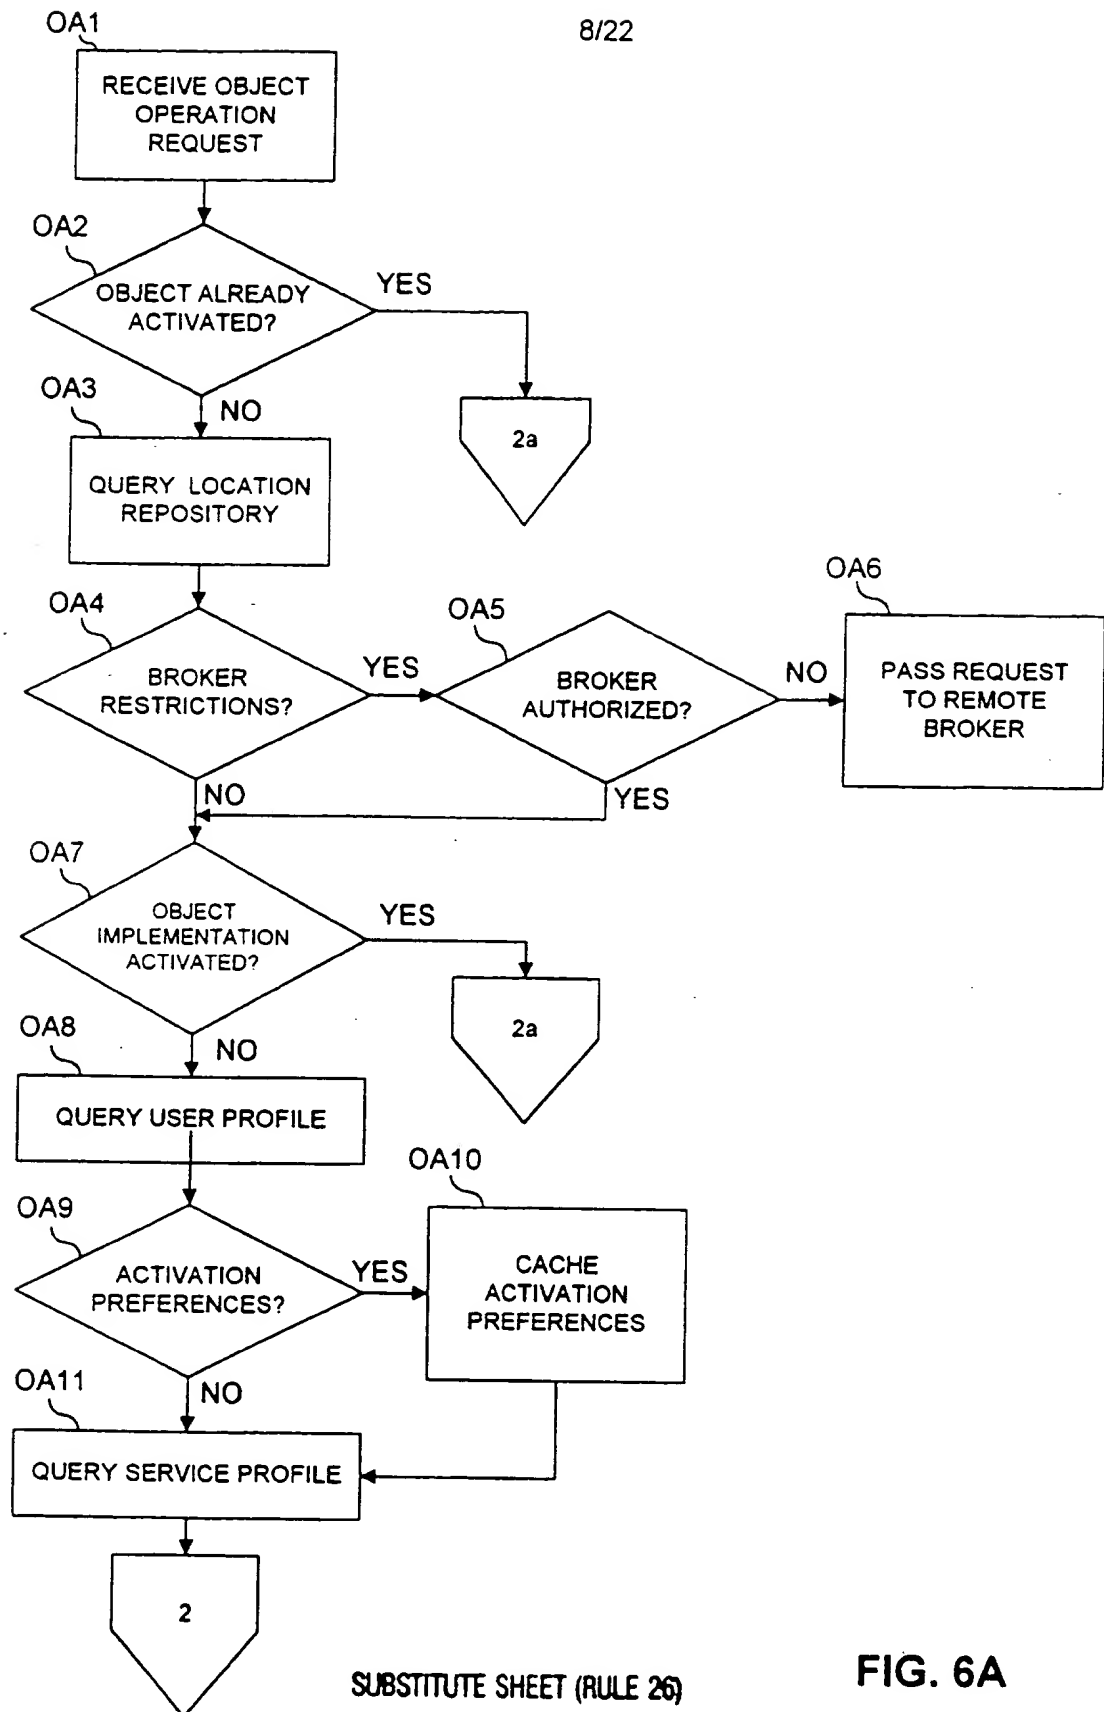 8/22
OA1
RECEIVE OBJECT
OPERATION
REQUEST
OA2
OBJECT ALREADY
ACTIVATED?
YES
2a
NO
OA3
QUERY LOCATION
REPOSITORY
OA4
BROKER
RESTRICTIONS?
YES
NO
OA5
BROKER
AUTHORIZED?
NO
YES
OA6
PASS REQUEST
TO REMOTE
BROKER
OA7
OBJECT
IMPLEMENTATION
ACTIVATED?
YES
2a
NO
OA8
QUERY USER PROFILE
OA9
ACTIVATION
PREFERENCES?
YES
OA10
CACHE
ACTIVATION
PREFERENCES
NO
OA11
QUERY SERVICE PROFILE
2
SUBSTITUTE SHEET (RULE 26)
FIG. 6A